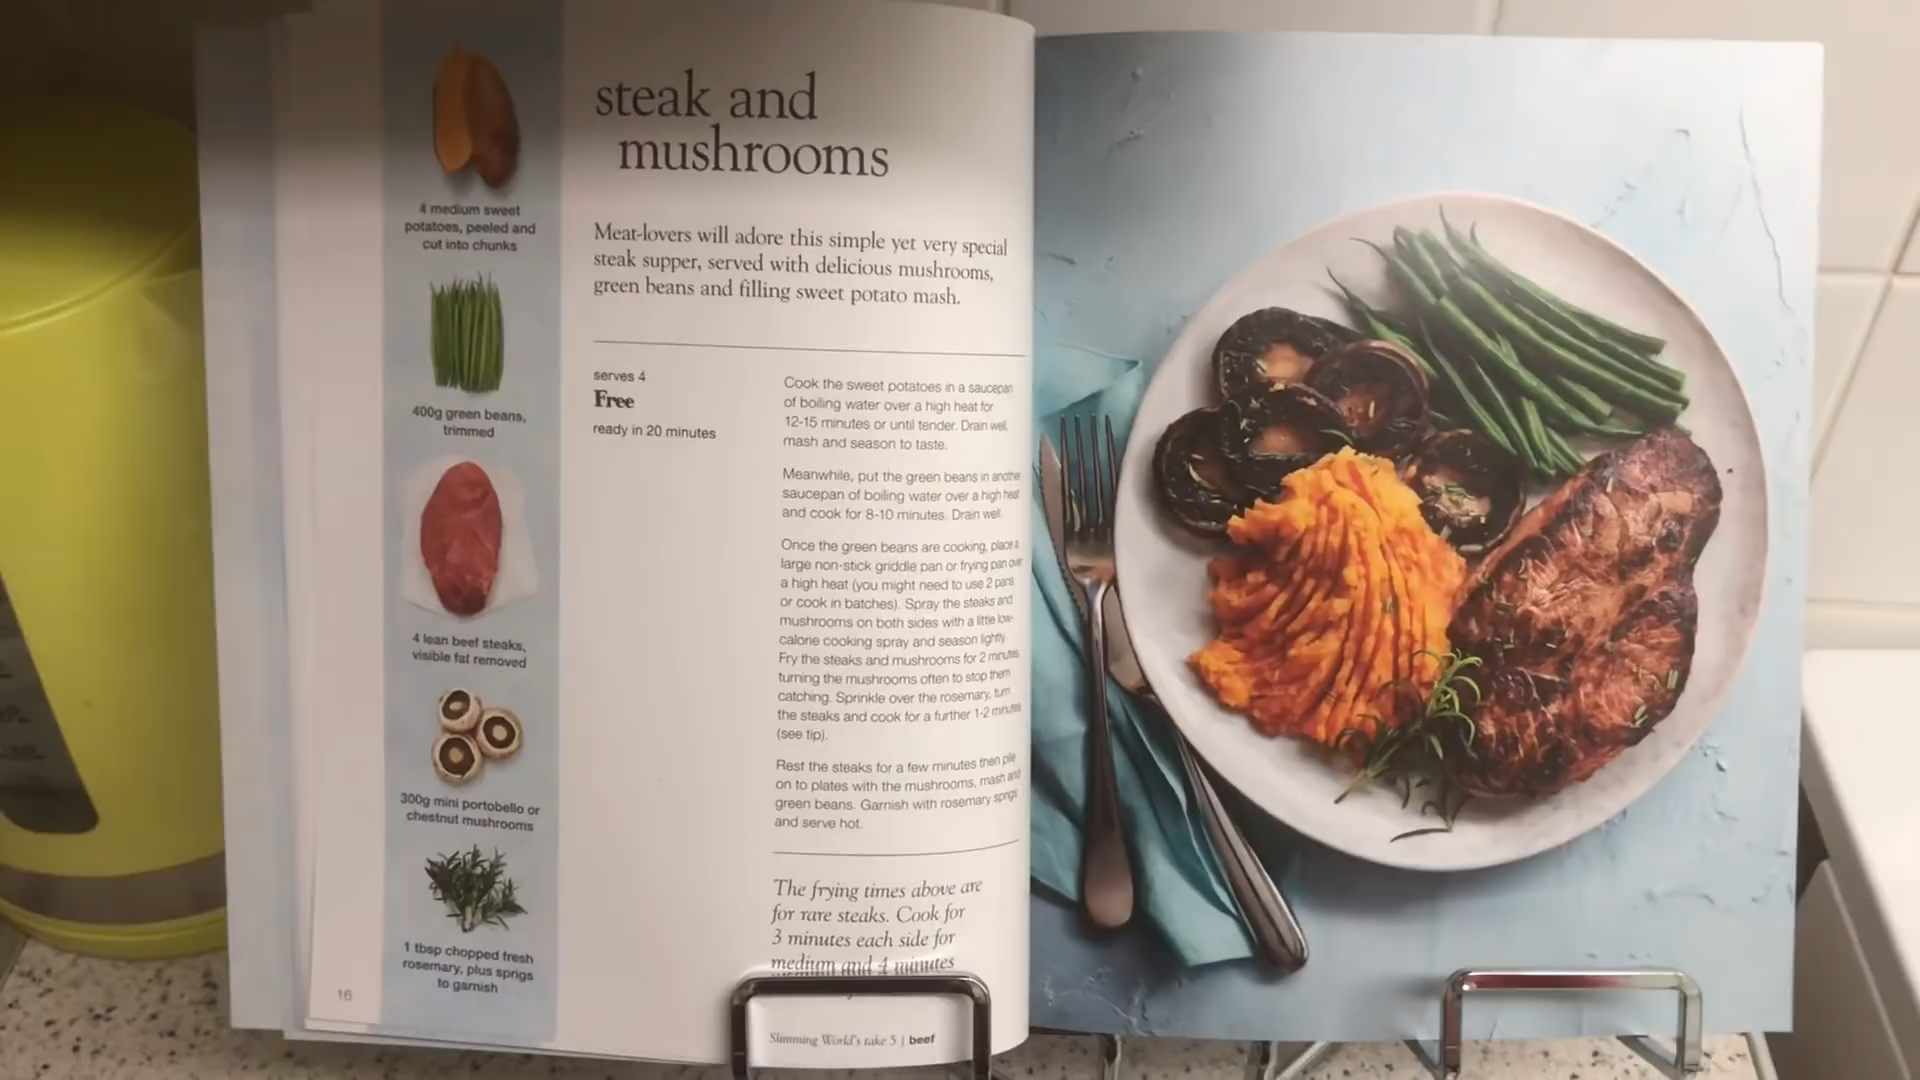 4 medium sweet
potatoes, peeled and
cut into chunks
400g green beans,
trimmed
4 lean beef steaks,
visible fat removed
300g mini portobello or
chestnut mushrooms
1 tbsp chopped fresh
rosemary, plus sprigs
to garnish
16
steak and
mushrooms
Meat-lovers will adore this simple yet very special
steak supper, served with delicious mushrooms,
green beans and filling sweet potato mash.
serves 4
Free
ready in 20 minutes
Cook the sweet potatoes in a saucepan
of boiling water over a high heat for
12-15 minutes or until tender. Drain well,
mash and season to taste.
Meanwhile, put the green beans in another
saucepan of boiling water over a high heat
and cook for 8-10 minutes. Drain well.
Once the green beans are cooking, place a
large non-stick griddle pan or frying pan over
a high heat (you might need to use 2 pans
or cook in batches). Spray the steaks and
mushrooms on both sides with a little low-
calorie cooking spray and season lightly.
Fry the steaks and mushrooms for 2 minutes,
turning the mushrooms often to stop them
catching. Sprinkle over the rosemary, turn
the steaks and cook for a further 1-2 minutes
(see tip).
Rest the steaks for a few minutes then pile
on to plates with the mushrooms, mash and
green beans. Garnish with rosemary sprigs
and serve hot.
The frying times above are
for rare steaks. Cook for
3 minutes each side for
medium and 4 minutes
Slimming World's take 5 | beef